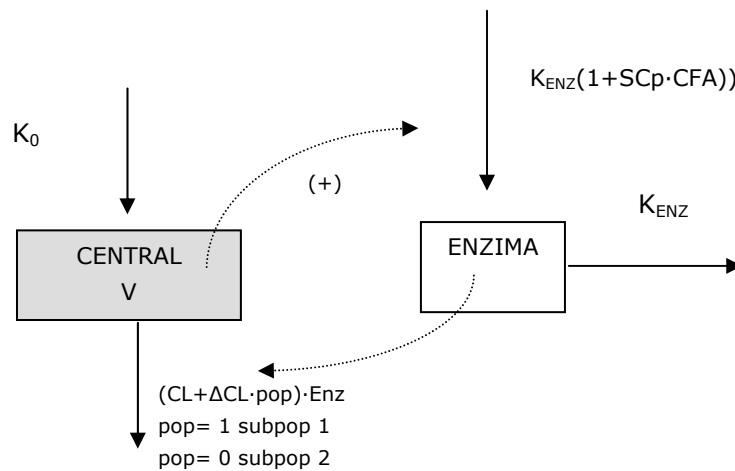 K₀
(+)
K_ENZ(1+SCp·CFA))
K_ENZ
CENTRAL
V
ENZIMA
(CL+ΔCL·pop)·Enz
pop= 1 subpop 1
pop= 0 subpop 2